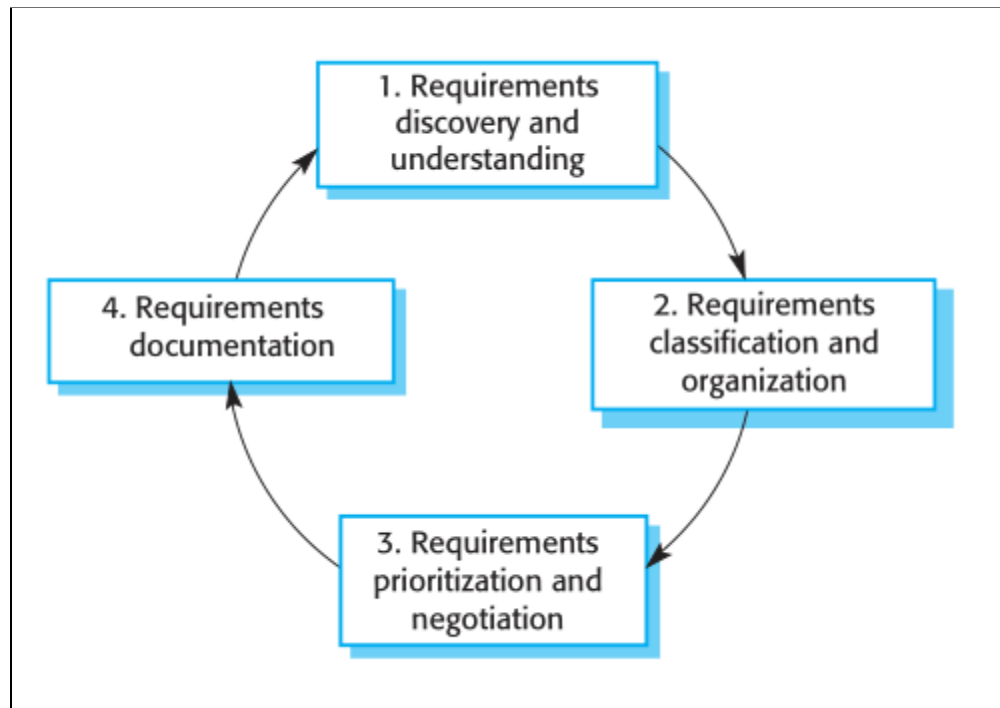 1. Requirements
discovery and
understanding
2. Requirements
classification and
organization
3. Requirements
prioritization and
negotiation
4. Requirements
documentation